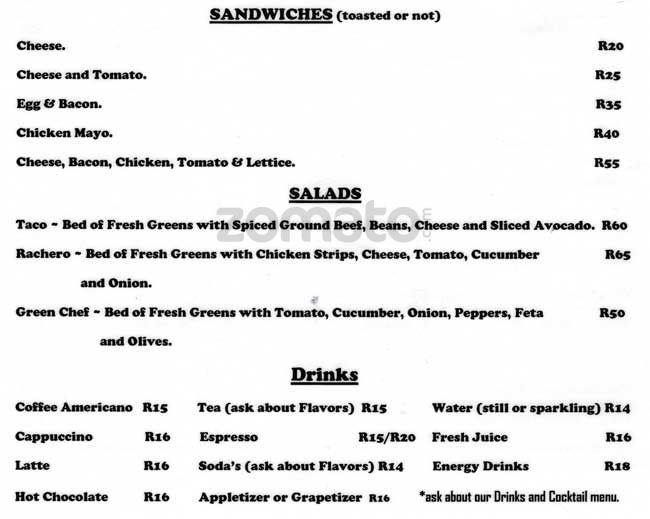 SANDWICHES (toasted or not)
Cheese. R20
Cheese and Tomato. R25
Egg & Bacon. R35
Chicken Mayo. R40
Cheese, Bacon, Chicken, Tomato & Lettice. R55
SALADS
zomato.com
Taco ~ Bed of Fresh Greens with Spiced Ground Beef, Beans, Cheese and Sliced Avocado. R60
Rachero ~ Bed of Fresh Greens with Chicken Strips, Cheese, Tomato, Cucumber R65
and Onion.
Green Chef ~ Bed of Fresh Greens with Tomato, Cucumber, Onion, Peppers, Feta R50
and Olives.
Drinks
Coffee Americano R15 Tea (ask about Flavors) R15 Water (still or sparkling) R14
Cappuccino R16 Espresso R15/R20 Fresh Juice R16
Latte R16 Soda's (ask about Flavors) R14 Energy Drinks R18
Hot Chocolate R16 Appletizer or Grapetizer R16 *ask about our Drinks and Cocktail menu.